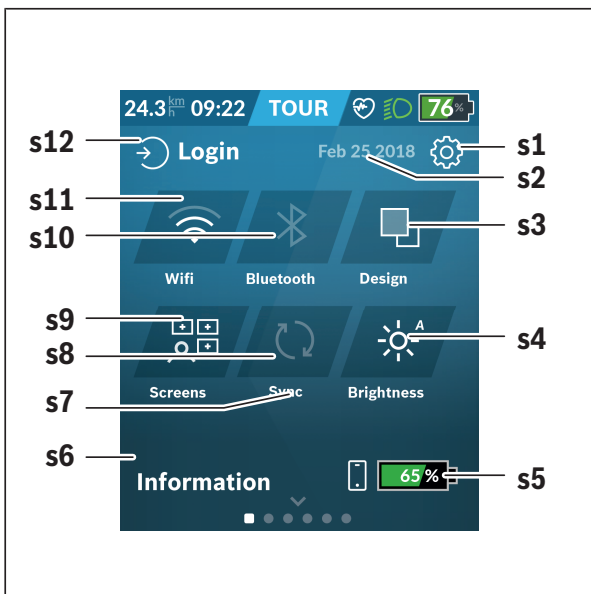 24.3 km/h 09:22 TOUR 76%
s12 Login Feb 25 2018 s1
s2
s11
s10 s3
Wifi Bluetooth Design
s9
s8 A s4
s7 Screens Sync Brightness
s6
Information 65 % s5